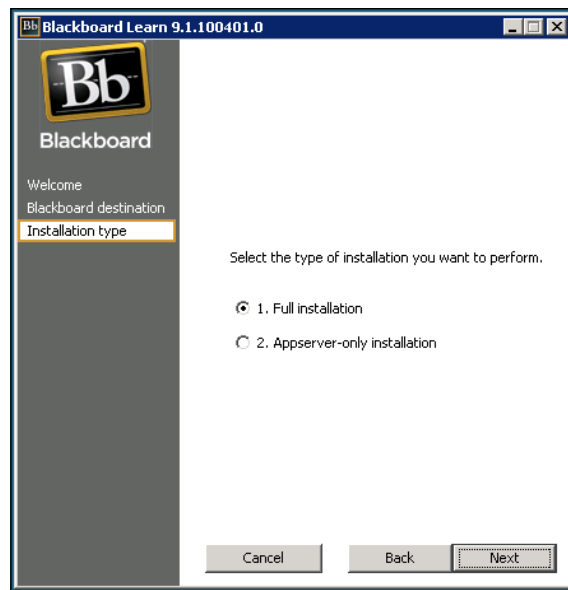 Bb Blackboard Learn 9.1.100401.0
Bb
Blackboard
Welcome
Blackboard destination
Installation type
Select the type of installation you want to perform.
1. Full installation
2. Appserver-only installation
Cancel Back Next